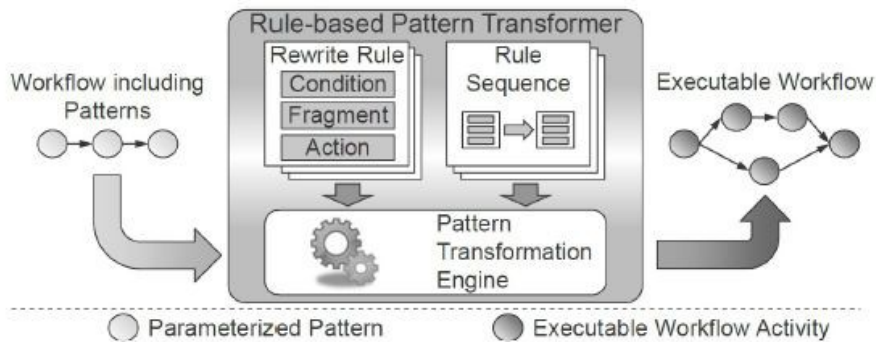 Rule-based Pattern Transformer
Workflow including
Patterns
Rewrite Rule
Condition
Fragment
Action
Rule
Sequence
Executable Workflow
Pattern
Transformation
Engine
Parameterized Pattern
Executable Workflow Activity